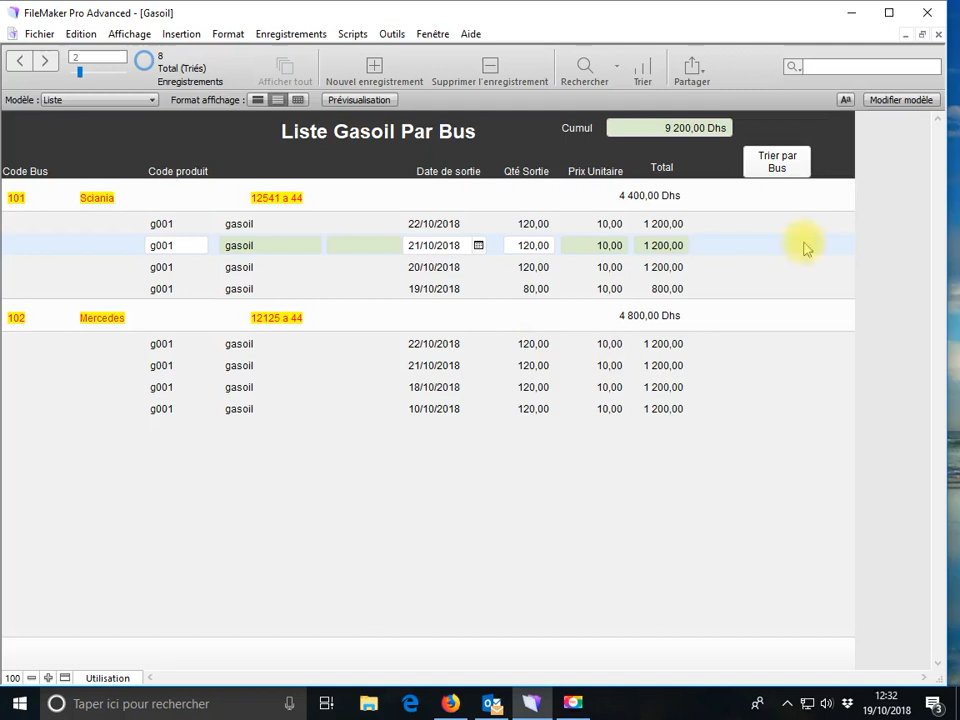 FileMaker Pro Advanced - [Gasoil]
Fichier Edition Affichage Insertion Format Enregistrements Scripts Outils Fenêtre Aide
2
8
Total (Triés)
Enregistrements
Afficher tout
Nouvel enregistrement
Supprimer l'enregistrement
Rechercher
Trier
Partager
Modèle : Liste Format affichage : Prévisualisation Aa Modifier modèle
Liste Gasoil Par Bus
Cumul 9 200,00 Dhs
Trier par
Bus
Code Bus Code produit Date de sortie Qté Sortie Prix Unitaire Total
101 Sciania 12541 a 44 4 400,00 Dhs
g001 gasoil 22/10/2018 120,00 10,00 1 200,00
g001 gasoil 21/10/2018 120,00 10,00 1 200,00
g001 gasoil 20/10/2018 120,00 10,00 1 200,00
g001 gasoil 19/10/2018 80,00 10,00 800,00
102 Mercedes 12125 a 44 4 800,00 Dhs
g001 gasoil 22/10/2018 120,00 10,00 1 200,00
g001 gasoil 21/10/2018 120,00 10,00 1 200,00
g001 gasoil 18/10/2018 120,00 10,00 1 200,00
g001 gasoil 10/10/2018 120,00 10,00 1 200,00
100 Utilisation
Taper ici pour rechercher
12:32
19/10/2018
3